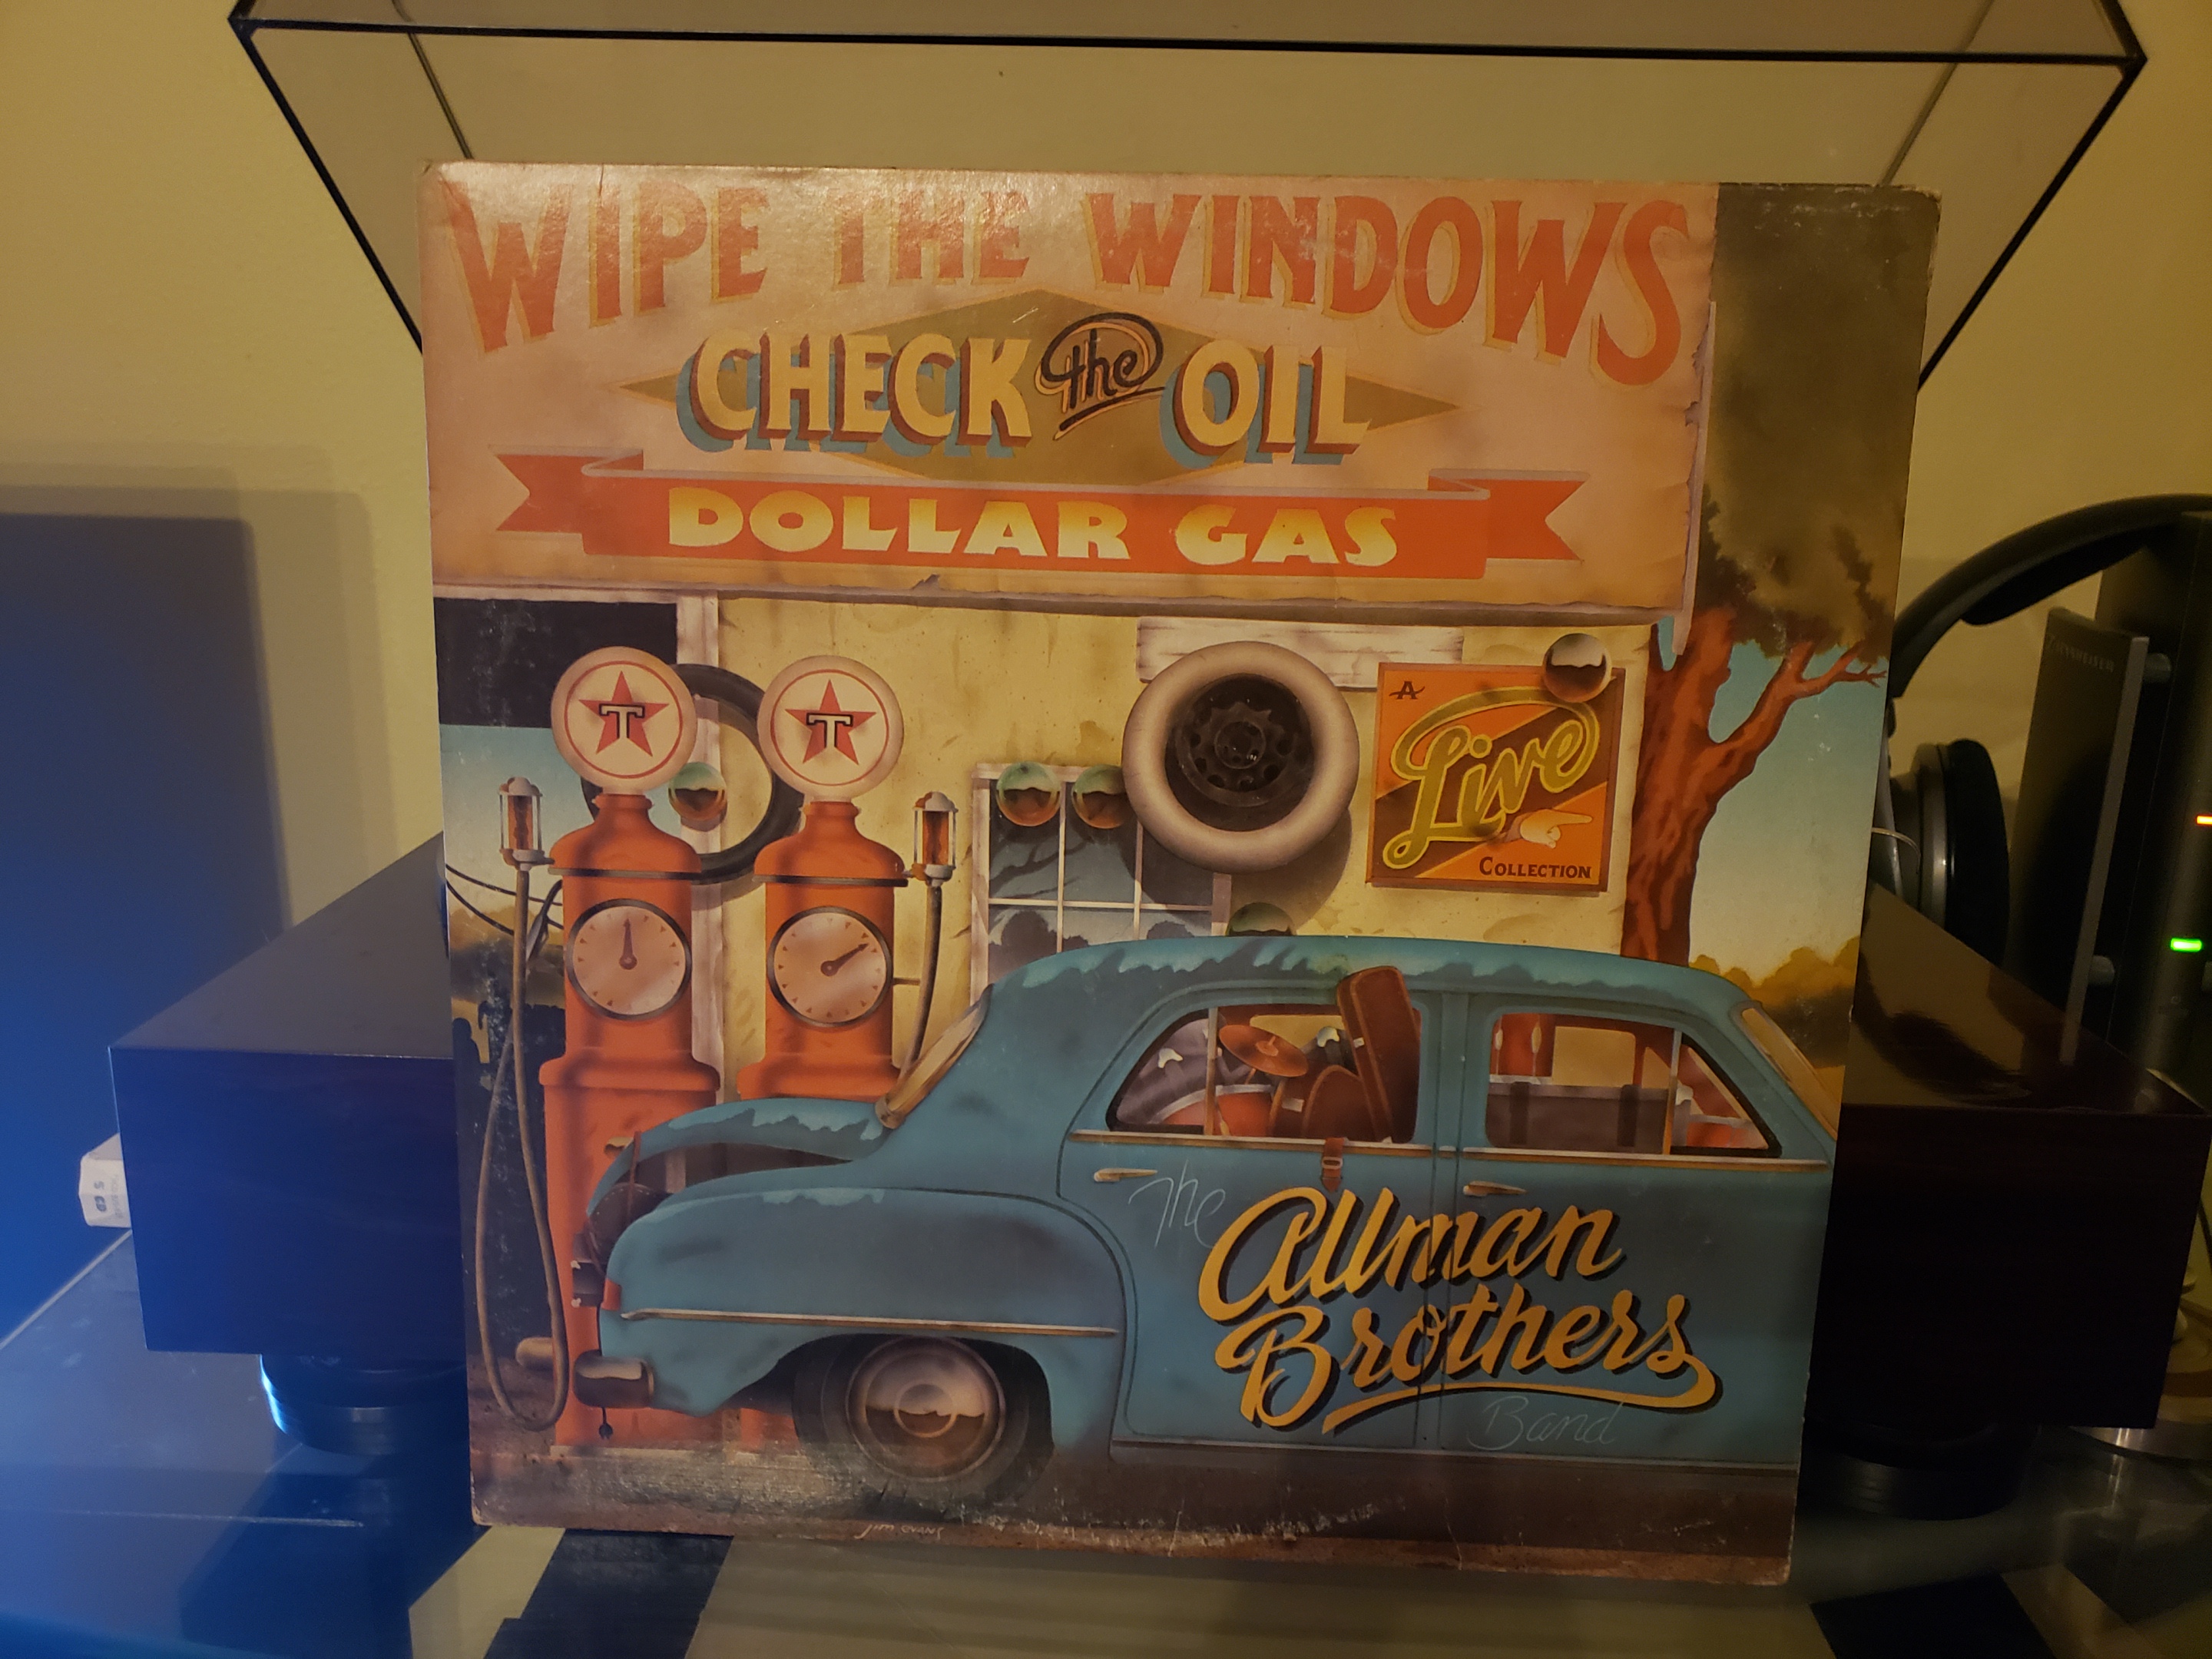 WIPE THE WINDOWS
CHECK the OIL
DOLLAR GAS
T
T
A
Live
COLLECTION
The
Allman
Brothers
Band